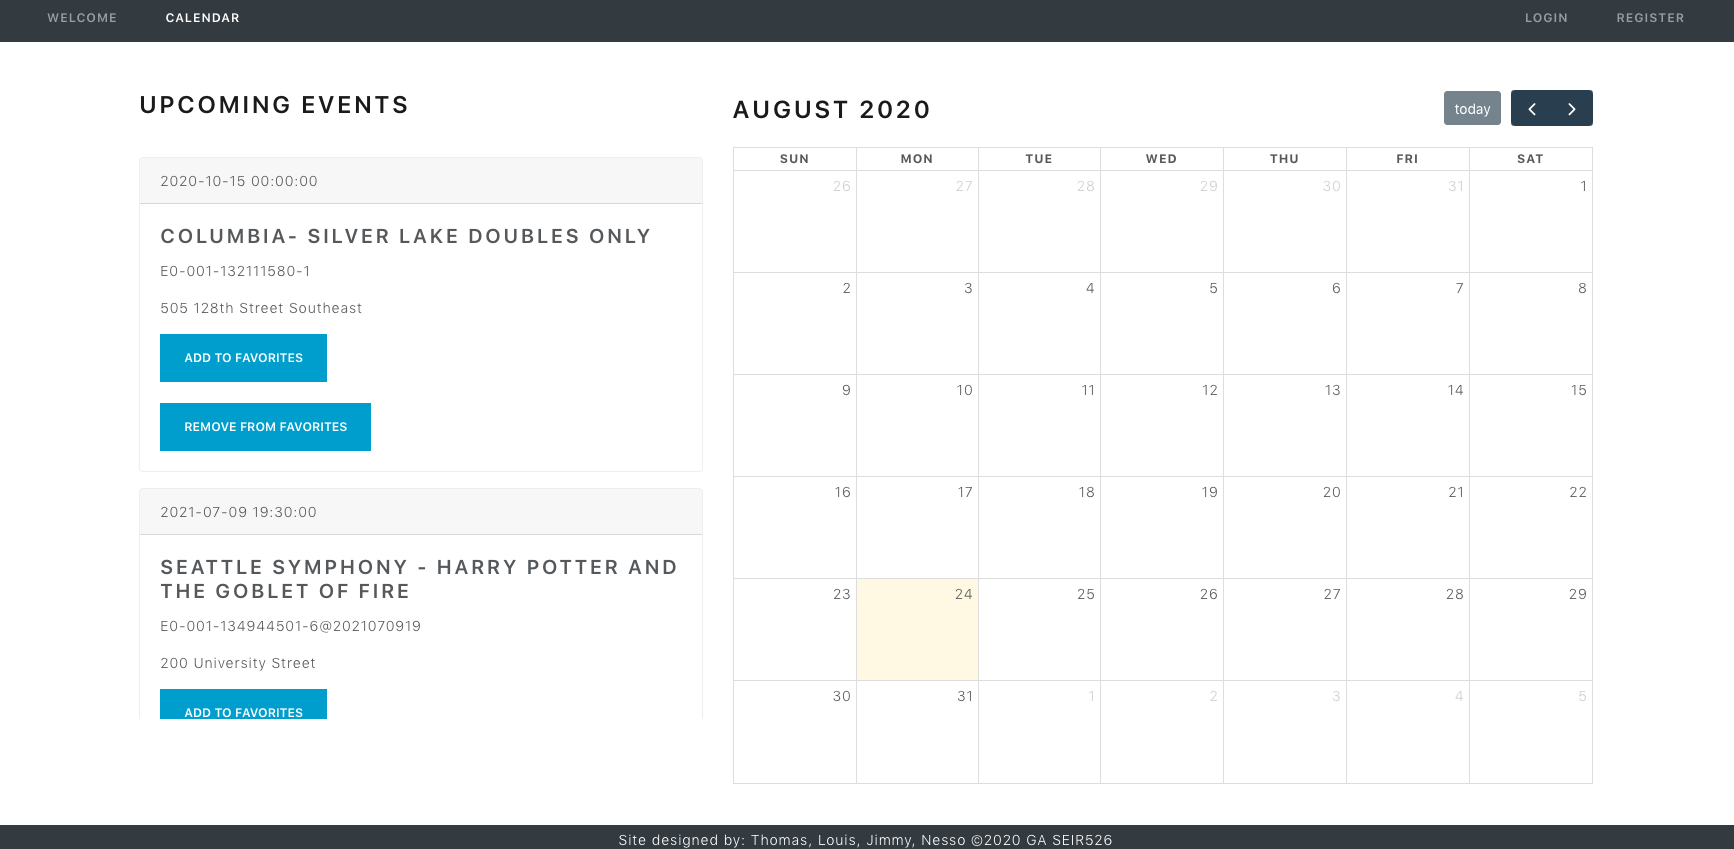 WELCOME CALENDAR LOGIN REGISTER
UPCOMING EVENTS
2020-10-15 00:00:00
COLUMBIA- SILVER LAKE DOUBLES ONLY
E0-001-132111580-1
505 128th Street Southeast
ADD TO FAVORITES
REMOVE FROM FAVORITES
2021-07-09 19:30:00
SEATTLE SYMPHONY - HARRY POTTER AND
THE GOBLET OF FIRE
E0-001-134944501-6@2021070919
200 University Street
ADD TO FAVORITES
AUGUST 2020
today
SUN MON TUE WED THU FRI SAT
26 27 28 29 30 31 1
2 3 4 5 6 7 8
9 10 11 12 13 14 15
16 17 18 19 20 21 22
23 24 25 26 27 28 29
30 31 1 2 3 4 5
Site designed by: Thomas, Louis, Jimmy, Nesso ©2020 GA SEIR526